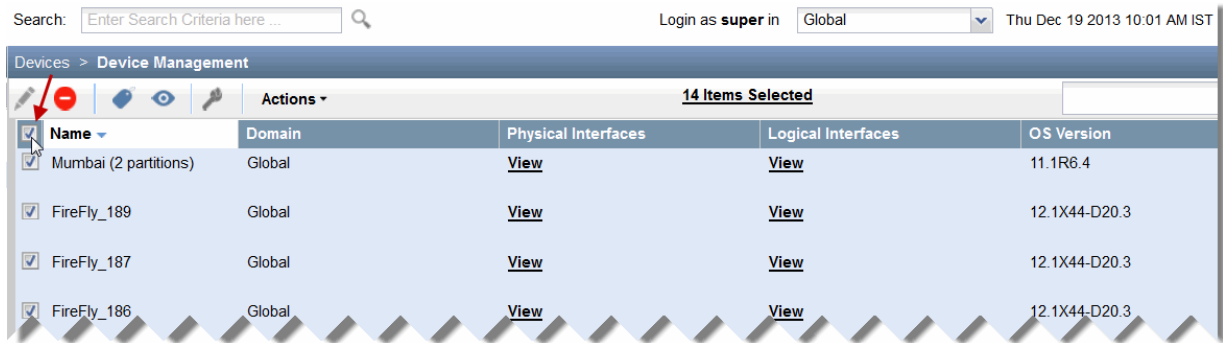 Search: Enter Search Criteria here ... Login as super in Global Thu Dec 19 2013 10:01 AM IST
Devices > Device Management
Actions 14 Items Selected
Name Domain Physical Interfaces Logical Interfaces OS Version
Mumbai (2 partitions) Global View View 11.1R6.4
FireFly_189 Global View View 12.1X44-D20.3
FireFly_187 Global View View 12.1X44-D20.3
FireFly_186 Global View View 12.1X44-D20.3